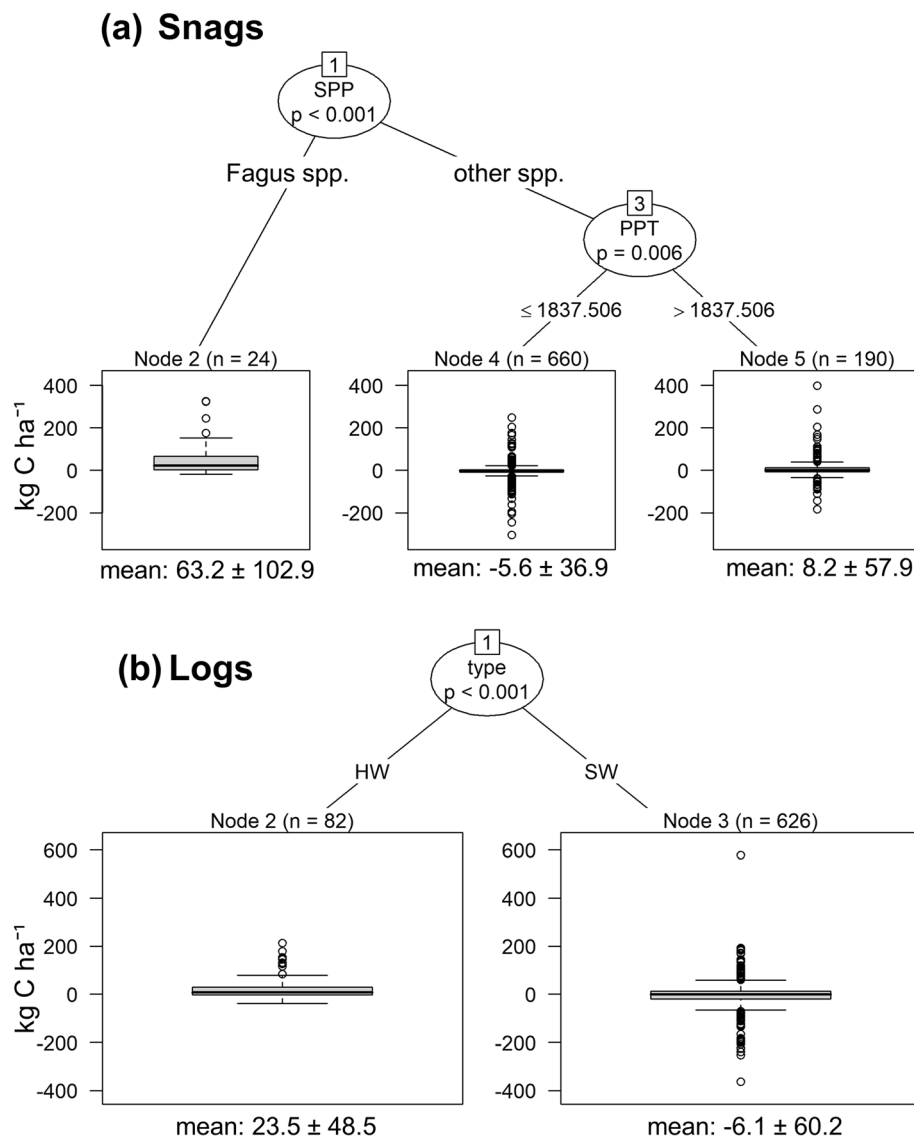 (a) Snags
1
SPP
p < 0.001
Fagus spp.
other spp.
3
PPT
p = 0.006
≤ 1837.506
> 1837.506
Node 2 (n = 24)
Node 4 (n = 660)
Node 5 (n = 190)
kg C ha⁻¹
400
200
0
-200
400
200
0
-200
400
200
0
-200
mean: 63.2 ± 102.9
mean: -5.6 ± 36.9
mean: 8.2 ± 57.9
(b) Logs
1
type
p < 0.001
HW
SW
Node 2 (n = 82)
Node 3 (n = 626)
kg C ha⁻¹
600
400
200
0
-200
-400
600
400
200
0
-200
-400
mean: 23.5 ± 48.5
mean: -6.1 ± 60.2